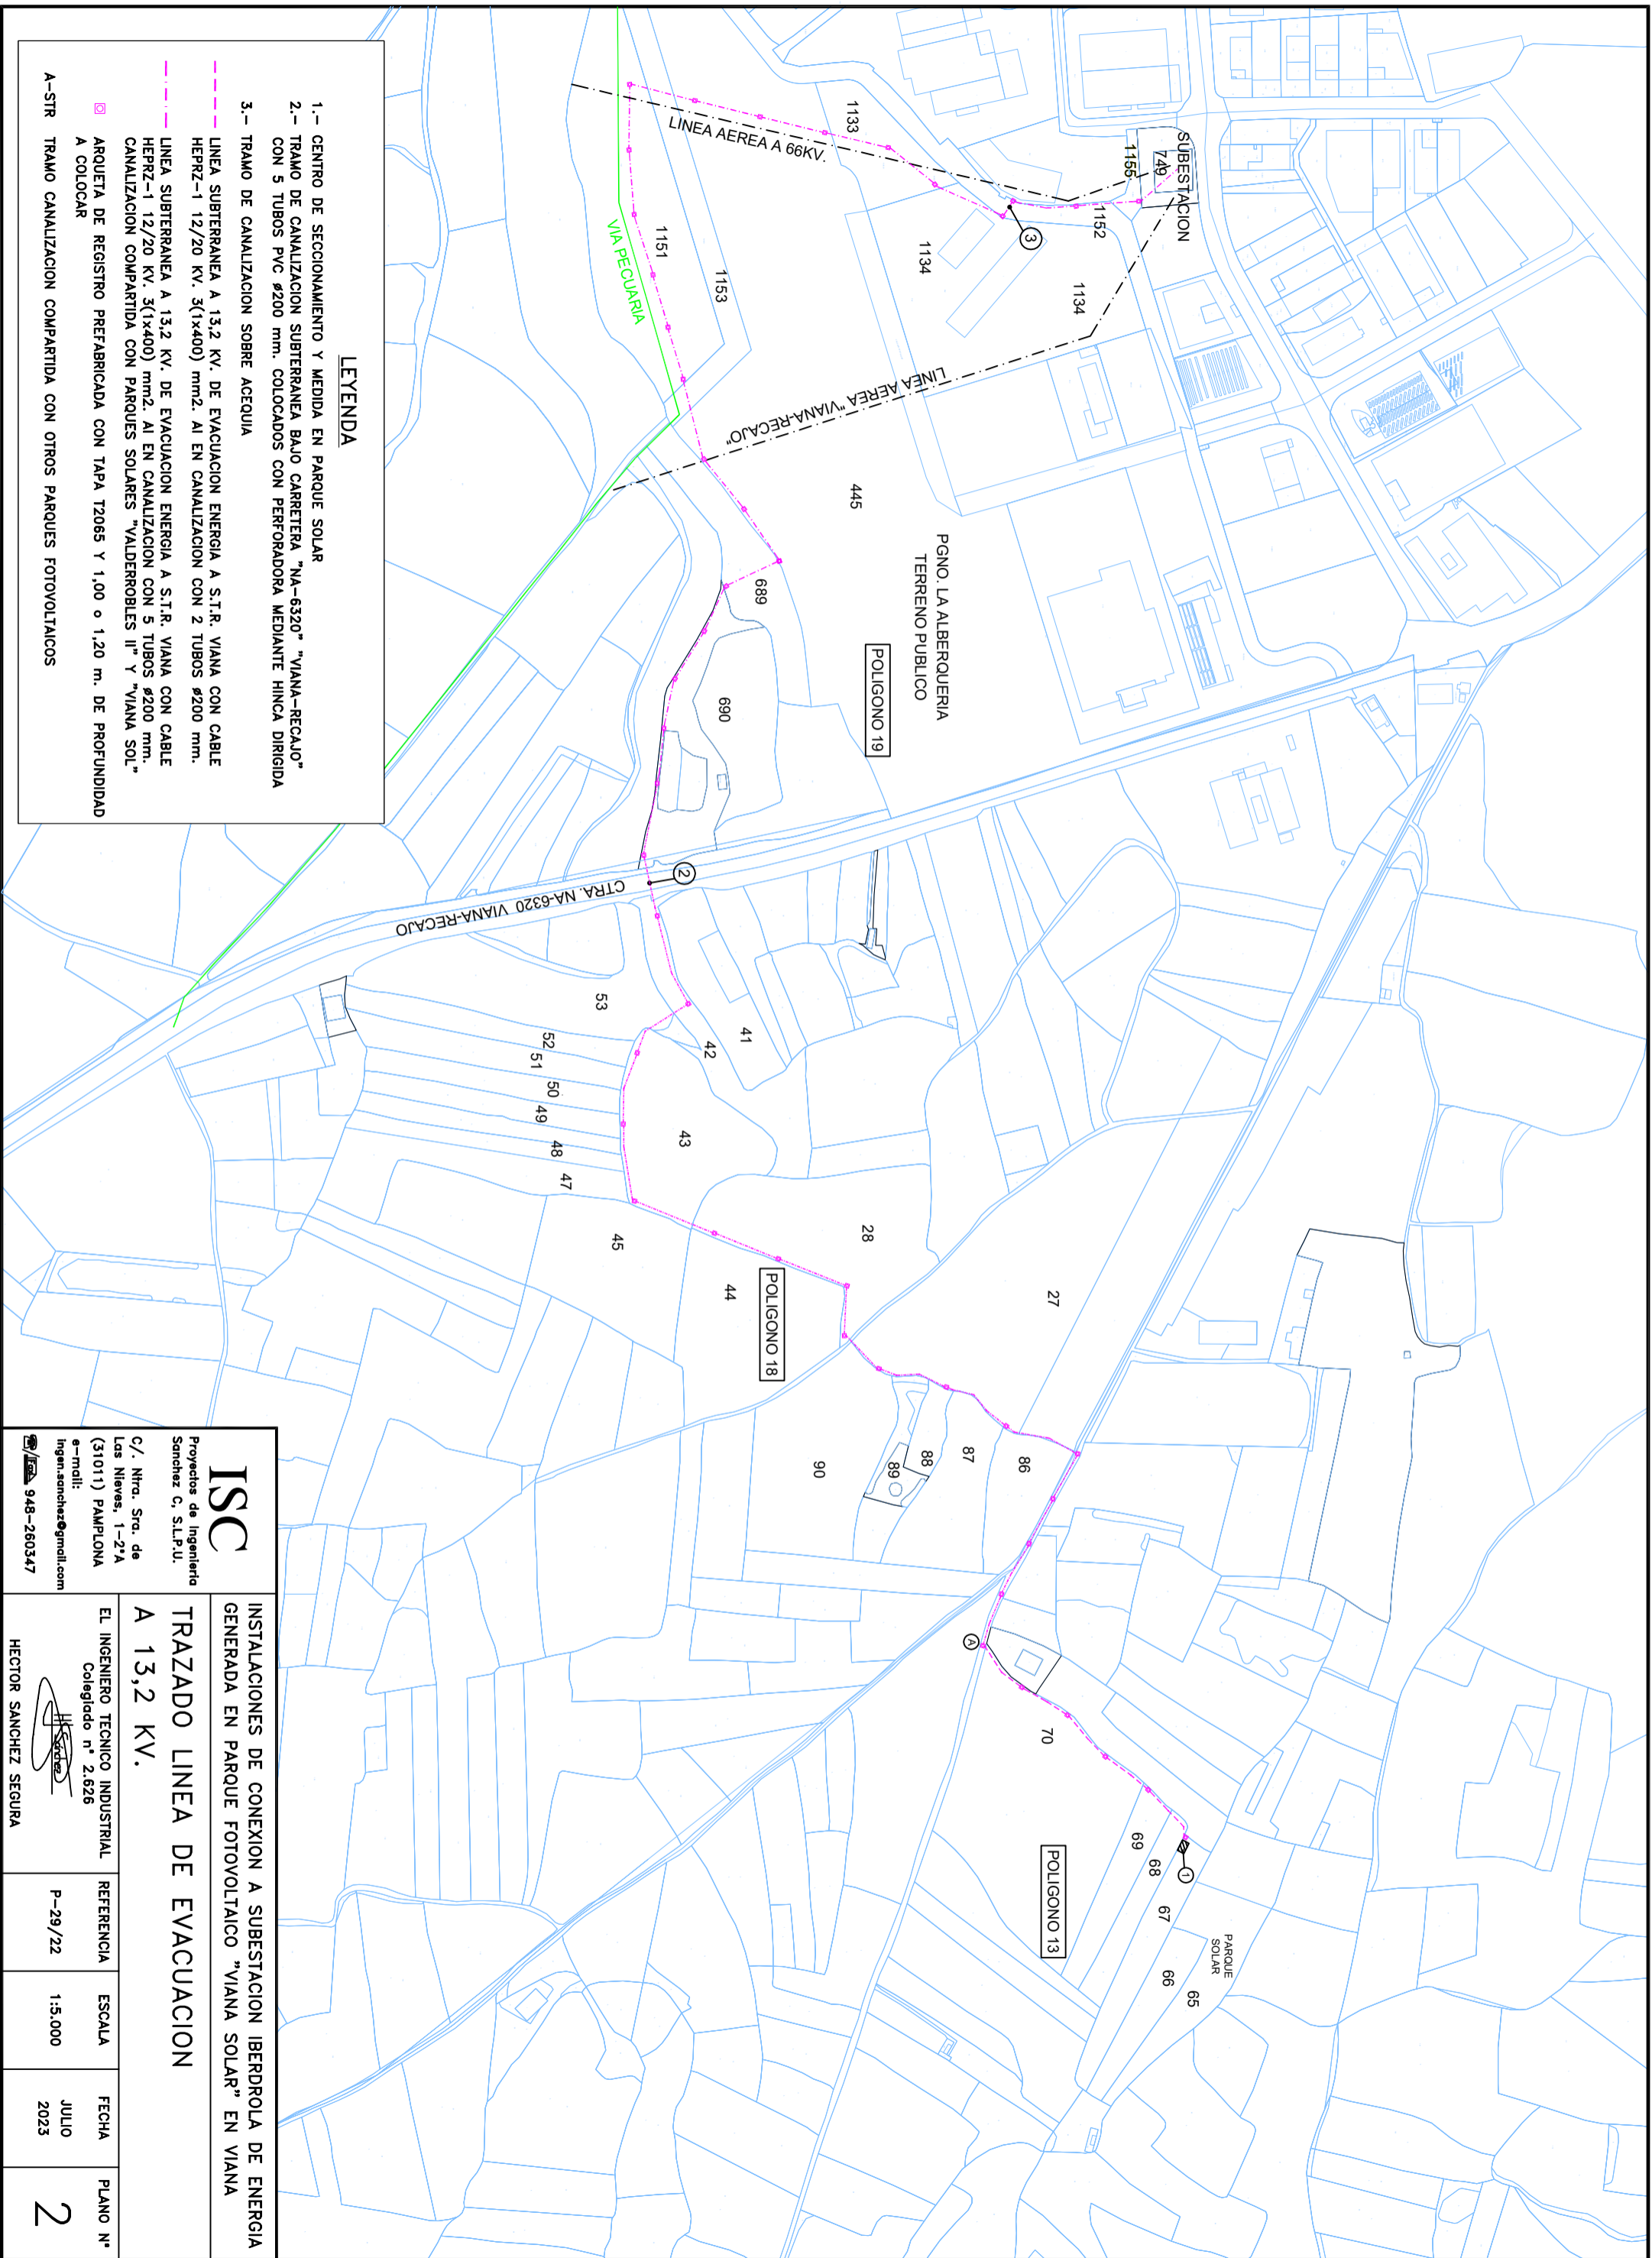 SUBESTACION
749
1155
1152
1133
LINEA AEREA A 66KV.
3
1134
1134
1153
1151
VIA PECUARIA
LINEA AEREA "VIANA-RECAJO"
445
PGNO. LA ALBERQUERIA
TERRENO PUBLICO
POLIGONO 19
689
690
2
CTRA. NA-6320 VIANA-RECAJO
53
52
51
50
49
48
47
41
42
43
45
44
28
27
POLIGONO 18
90
89
88
87
86
A
70
69
68
67
66
65
1
PARQUE
SOLAR
POLIGONO 13
LEYENDA
1.- CENTRO DE SECCIONAMIENTO Y MEDIDA EN PARQUE SOLAR
2.- TRAMO DE CANALIZACION SUBTERRANEA BAJO CARRETERA "NA-6320" "VIANA-RECAJO"
CON 5 TUBOS PVC ø200 mm. COLOCADOS CON PERFORADORA MEDIANTE HINCA DIRIGIDA
3.- TRAMO DE CANALIZACION SOBRE ACEQUIA
LINEA SUBTERRANEA A 13,2 KV. DE EVACUACION ENERGIA A S.T.R. VIANA CON CABLE
HEPRZ-1 12/20 KV. 3(1x400) mm2. Al EN CANALIZACION CON 2 TUBOS ø200 mm.
LINEA SUBTERRANEA A 13,2 KV. DE EVACUACION ENERGIA A S.T.R. VIANA CON CABLE
HEPRZ-1 12/20 KV. 3(1x400) mm2. Al EN CANALIZACION CON 5 TUBOS ø200 mm.
CANALIZACION COMPARTIDA CON PARQUES SOLARES "VALDERROBLES II" Y "VIANA SOL"
ARQUETA DE REGISTRO PREFABRICADA CON TAPA T2065 Y 1,00 o 1,20 m. DE PROFUNDIDAD
A COLOCAR
A-STR TRAMO CANALIZACION COMPARTIDA CON OTROS PARQUES FOTOVOLTAICOS
ISC
Proyectos de Ingenieria
Sanchez C, S.L.P.U.
C/. Ntra. Sra. de
Las Nieves, 1-2ºA
(31011) PAMPLONA
e-mail:
ingen.sanchez@gmail.com
948-260347
INSTALACIONES DE CONEXION A SUBESTACION IBERDROLA DE ENERGIA
GENERADA EN PARQUE FOTOVOLTAICO "VIANA SOLAR" EN VIANA
TRAZADO LINEA DE EVACUACION
A 13,2 KV.
EL INGENIERO TECNICO INDUSTRIAL
Colegiado nº 2.626
HECTOR SANCHEZ SEGURA
REFERENCIA
P-29/22
ESCALA
1:5.000
FECHA
JULIO
2023
PLANO Nº
2